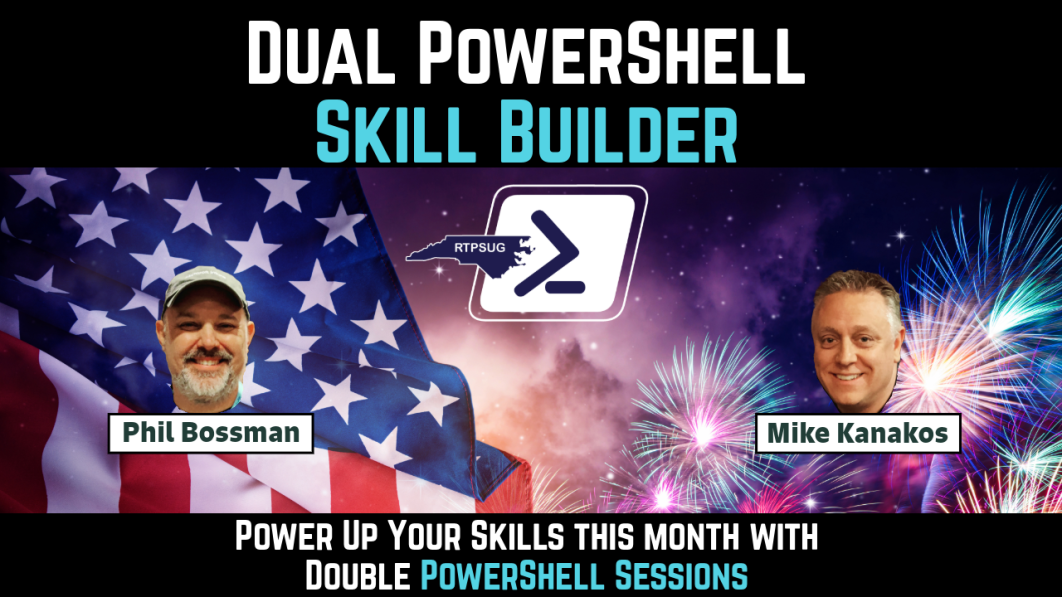 Dual PowerShell
Skill Builder
RTPSUG
Phil Bossman
Mike Kanakos
Power Up Your Skills this month with
Double PowerShell Sessions